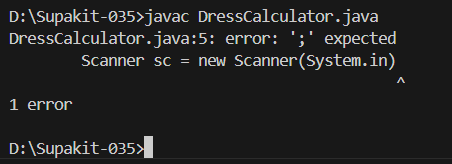 D:\Supakit-035>javac DressCalculator.java
DressCalculator.java:5: error: ';' expected
        Scanner sc = new Scanner(System.in)
                                           ^
1 error
D:\Supakit-035>